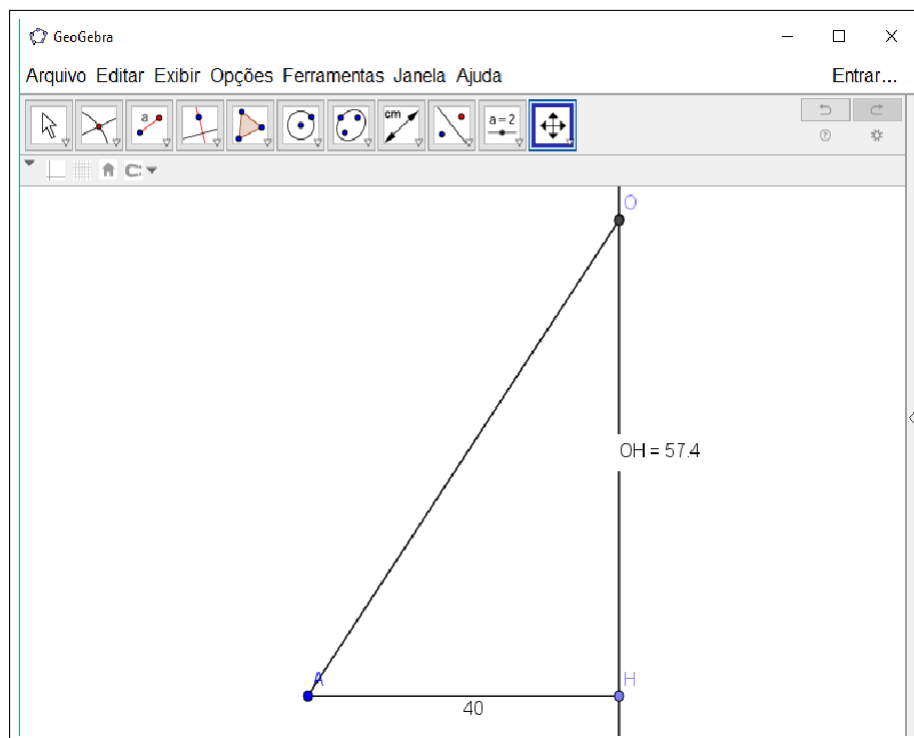 GeoGebra
Arquivo Editar Exibir Opções Ferramentas Janela Ajuda Entrar...
a cm a=2
O
OH = 57.4
A H
40